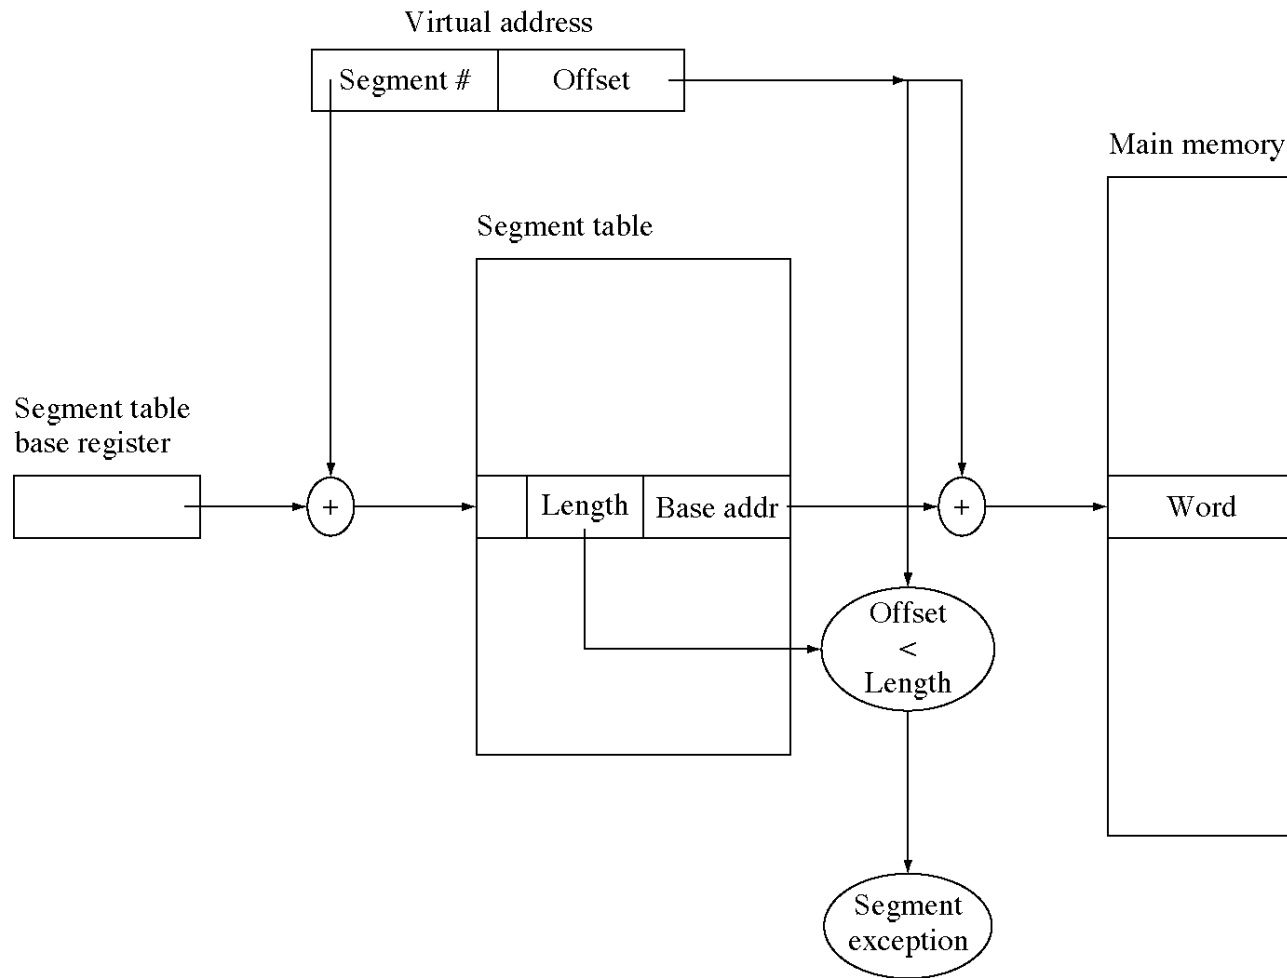 Virtual address
Segment # Offset
Main memory
Segment table
Segment table
base register
+ Length Base addr + Word
Offset
<
Length
Segment
exception